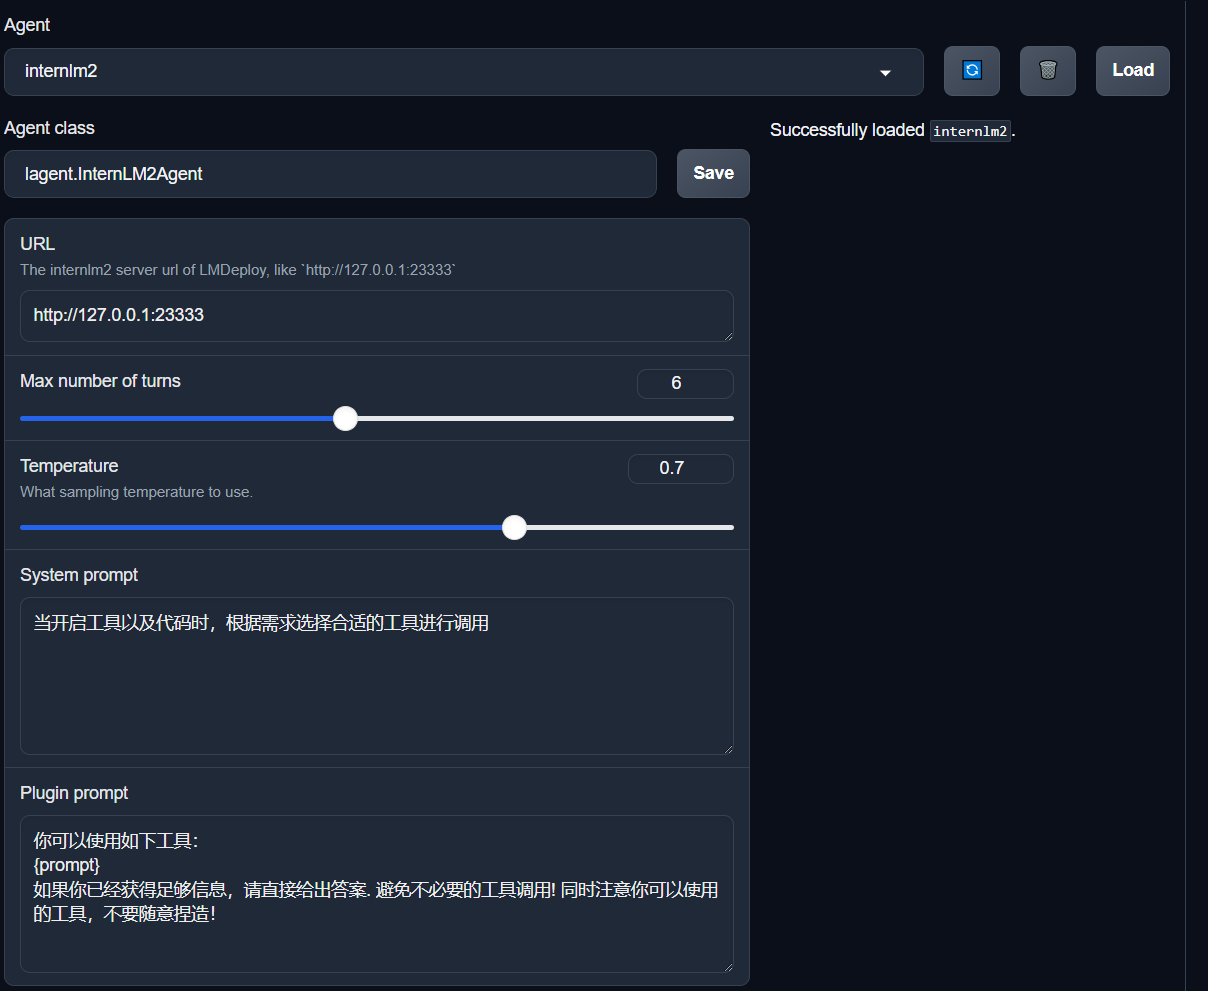 Agent
internlm2
Load
Agent class
Successfully loaded internlm2.
lagent.InternLM2Agent
Save
URL
The internlm2 server url of LMDeploy, like `http://127.0.0.1:23333`
http://127.0.0.1:23333
Max number of turns
6
Temperature
0.7
What sampling temperature to use.
System prompt
当开启工具以及代码时，根据需求选择合适的工具进行调用
Plugin prompt
你可以使用如下工具：
{prompt}
如果你已经获得足够信息，请直接给出答案. 避免不必要的工具调用! 同时注意你可以使用
的工具，不要随意捏造！